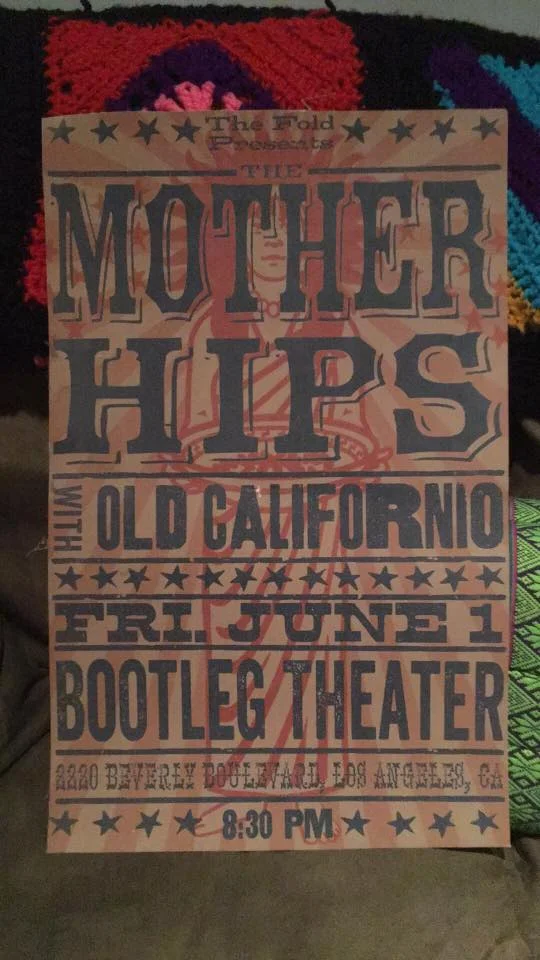 The Fold
Presents
THE
MOTHER
HIPS
WITH OLD CALIFORNIO
FRI. JUNE 1
BOOTLEG THEATER
2220 BEVERLY BOULEVARD, LOS ANGELES, CA
8:30 PM